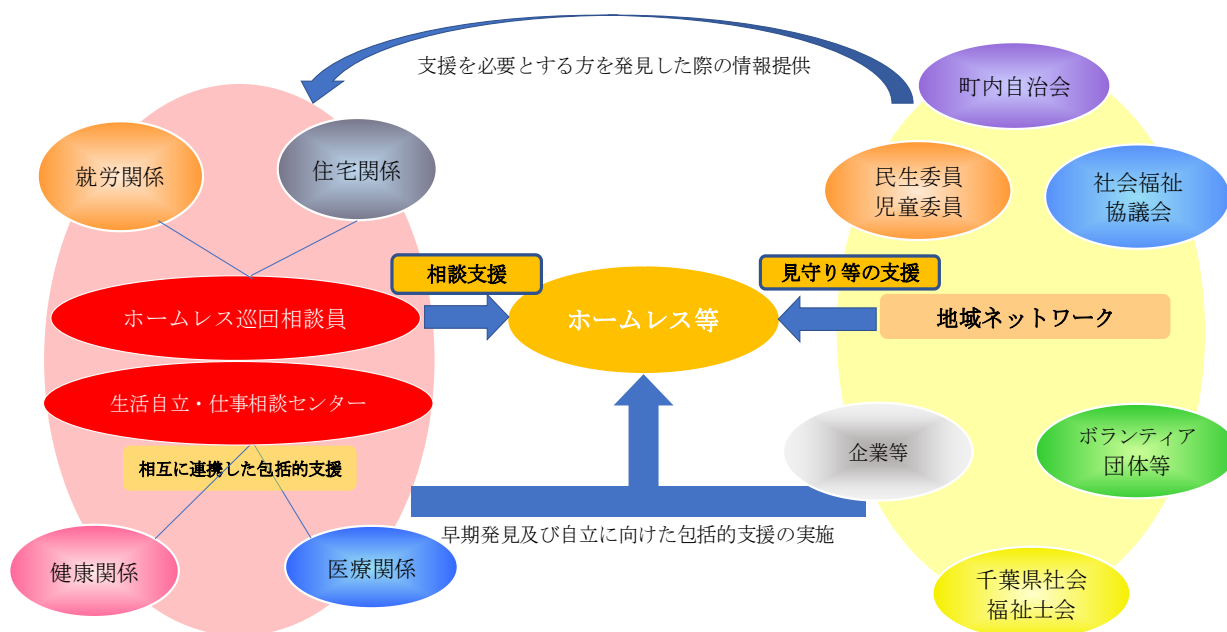 支援を必要とする方を発見した際の情報提供
町内自治会
就労関係
住宅関係
民生委員
児童委員
社会福祉
協議会
相談支援
見守り等の支援
ホームレス巡回相談員
ホームレス等
地域ネットワーク
生活自立・仕事相談センター
相互に連携した包括的支援
企業等
ボランティア
団体等
早期発見及び自立に向けた包括的支援の実施
健康関係
医療関係
千葉県社会
福祉士会